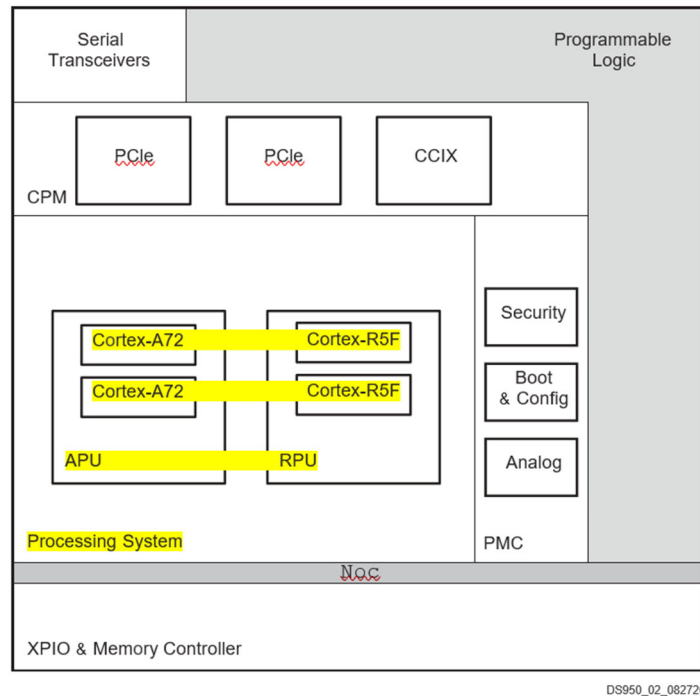 Serial
Transceivers
Programmable
Logic
PCIe
PCIe
CCIX
CPM
Security
Cortex-A72
Cortex-R5F
Cortex-A72
Cortex-R5F
Boot
& Config
APU
RPU
Analog
Processing System
PMC
Noc
XPIO & Memory Controller
DS950_02_08272